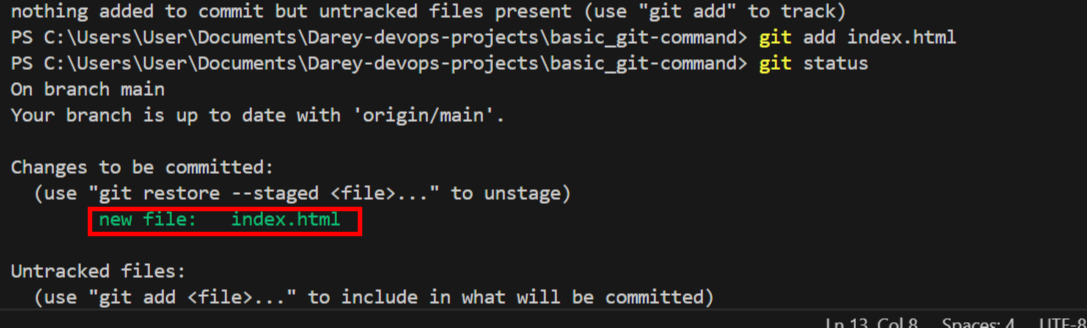 nothing added to commit but untracked files present (use "git add" to track)
PS C:\Users\User\Documents\Darey-devops-projects\basic_git-command> git add index.html
PS C:\Users\User\Documents\Darey-devops-projects\basic_git-command> git status
On branch main
Your branch is up to date with 'origin/main'.
Changes to be committed:
(use "git restore --staged <file>..." to unstage)
new file: index.html
Untracked files:
(use "git add <file>..." to include in what will be committed)
Ln 13, Col 8 Spaces: 4 UTF-8